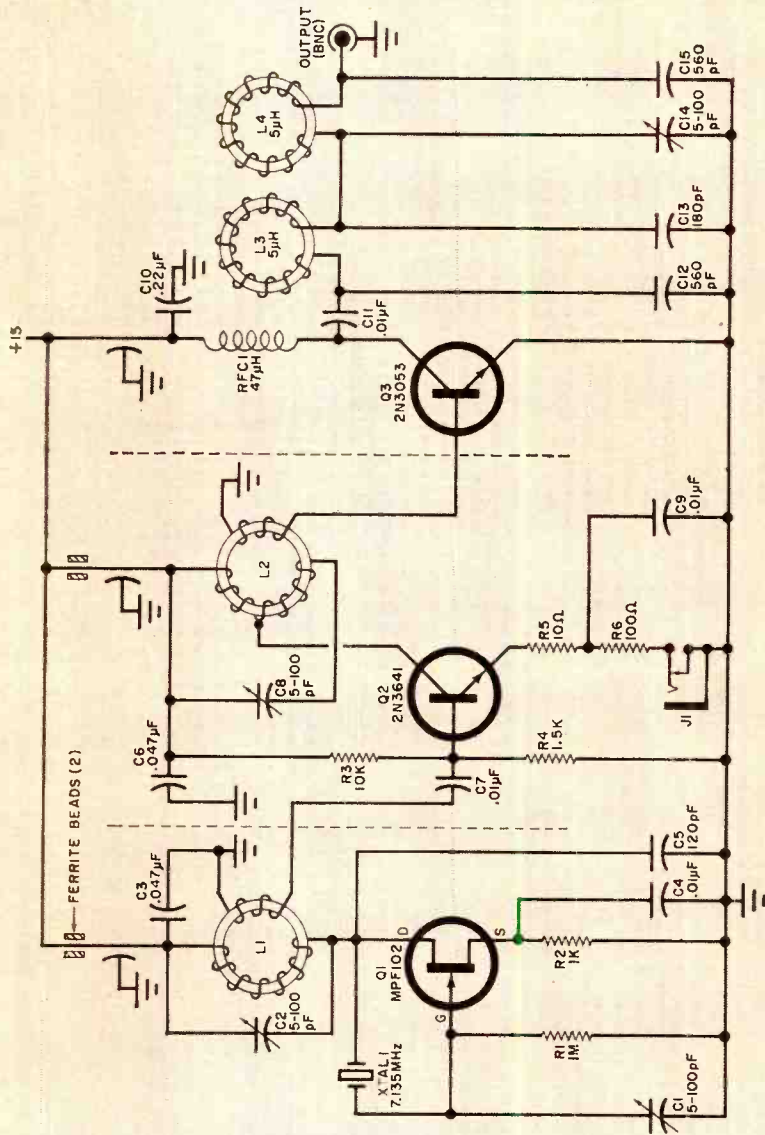 +15
FERRITE BEADS (2)
C3
.047µF
C6
.047µF
C10
.22µF
RFC1
47µH
C2
5-100
pF
L1
C8
5-100
pF
L2
C11
.01µF
L3
5µH
L4
5µH
OUTPUT
(BNC)
XTAL1
7.135MHz
Q1
MPF102
D
G
S
R3
10K
C7
.01µF
Q2
2N3641
Q3
2N3053
R1
1M
R2
1K
C1
5-100pF
C4
.01µF
C5
120pF
R4
1.5K
R5
10Ω
R6
100Ω
J1
C9
.01µF
C12
560
pF
C13
180pF
C14
5-100
pF
C15
560
pF